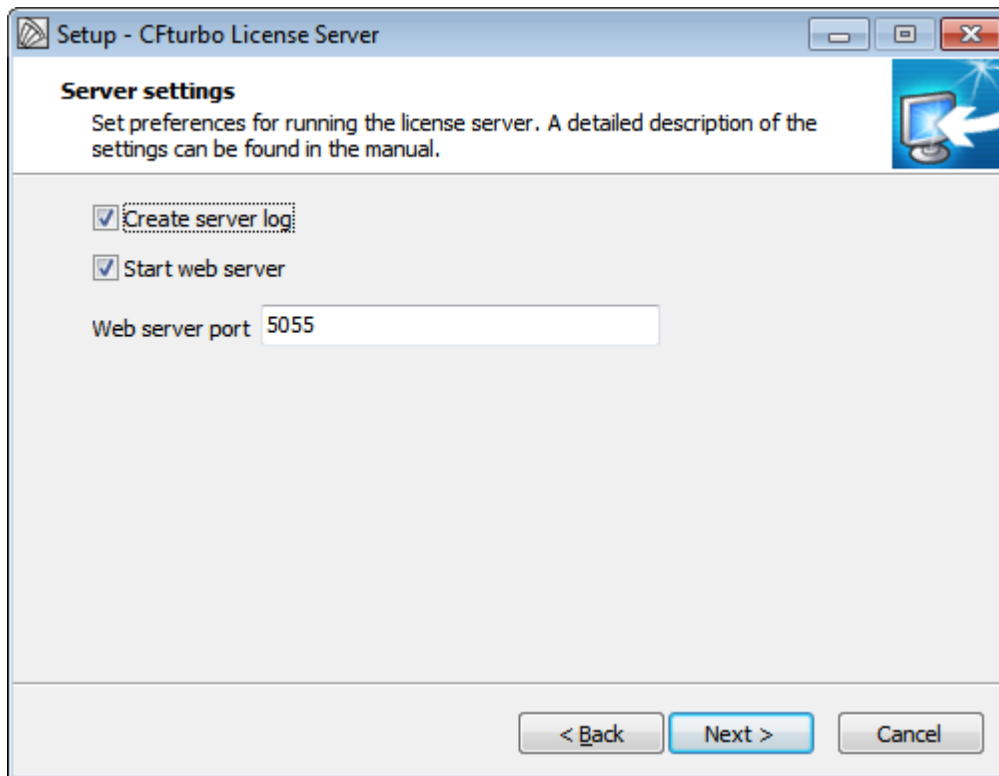 Setup - CFturbo License Server
Server settings
Set preferences for running the license server. A detailed description of the
settings can be found in the manual.
Create server log
Start web server
Web server port 5055
< Back Next > Cancel